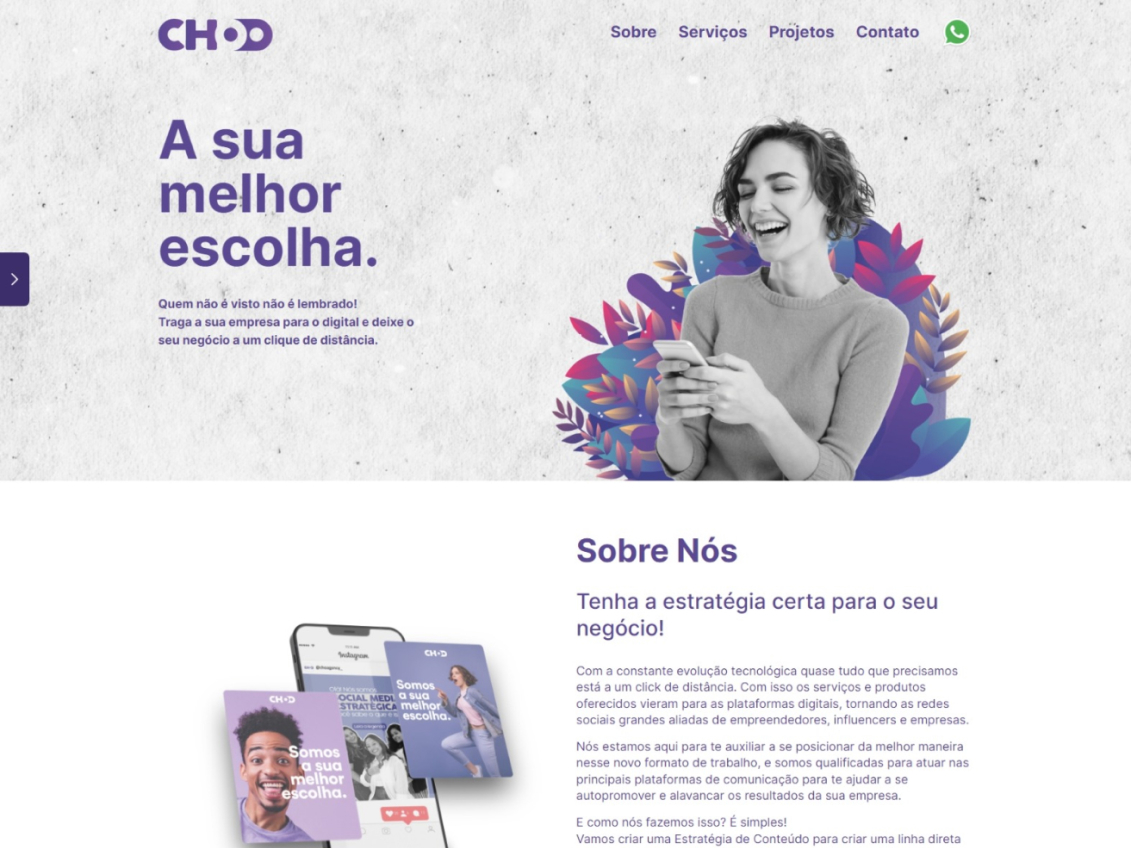 CHOD
Sobre Serviços Projetos Contato
A sua
melhor
escolha.
Quem não é visto não é lembrado!
Traga a sua empresa para o digital e deixe o
seu negócio a um clique de distância.
Sobre Nós
Tenha a estratégia certa para o seu
negócio!
Com a constante evolução tecnológica quase tudo que precisamos
está a um click de distância. Com isso os serviços e produtos
oferecidos vieram para as plataformas digitais, tornando as redes
sociais grandes aliadas de empreendedores, influencers e empresas.
Nós estamos aqui para te auxiliar a se posicionar da melhor maneira
nesse novo formato de trabalho, e somos qualificadas para atuar nas
principais plataformas de comunicação para te ajudar a se
autopromover e alavancar os resultados da sua empresa.
E como nós fazemos isso? É simples!
Vamos criar uma Estratégia de Conteúdo para criar uma linha direta
Instagram
CHOD
Somos
a sua
melhor
escolha.
CHOD
Somos
a sua
melhor
escolha.